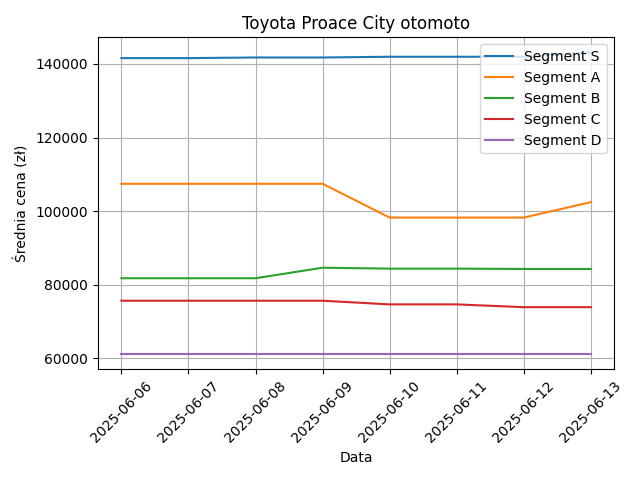 Toyota Proace City otomoto
Średnia cena (zł)
140000
120000
100000
80000
60000
Segment S
Segment A
Segment B
Segment C
Segment D
2025-06-06
2025-06-07
2025-06-08
2025-06-09
2025-06-10
2025-06-11
2025-06-12
2025-06-13
Data